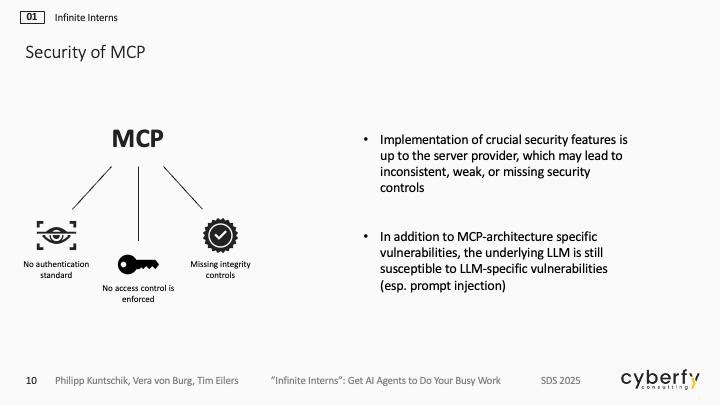 01 Infinite Interns
Security of MCP
MCP
No authentication
standard
No access control is
enforced
Missing integrity
controls
• Implementation of crucial security features is
up to the server provider, which may lead to
inconsistent, weak, or missing security
controls
• In addition to MCP-architecture specific
vulnerabilities, the underlying LLM is still
susceptible to LLM-specific vulnerabilities
(esp. prompt injection)
10 Philipp Kuntschik, Vera von Burg, Tim Eilers "Infinite Interns": Get AI Agents to Do Your Busy Work SDS 2025
cyberfy
consulting